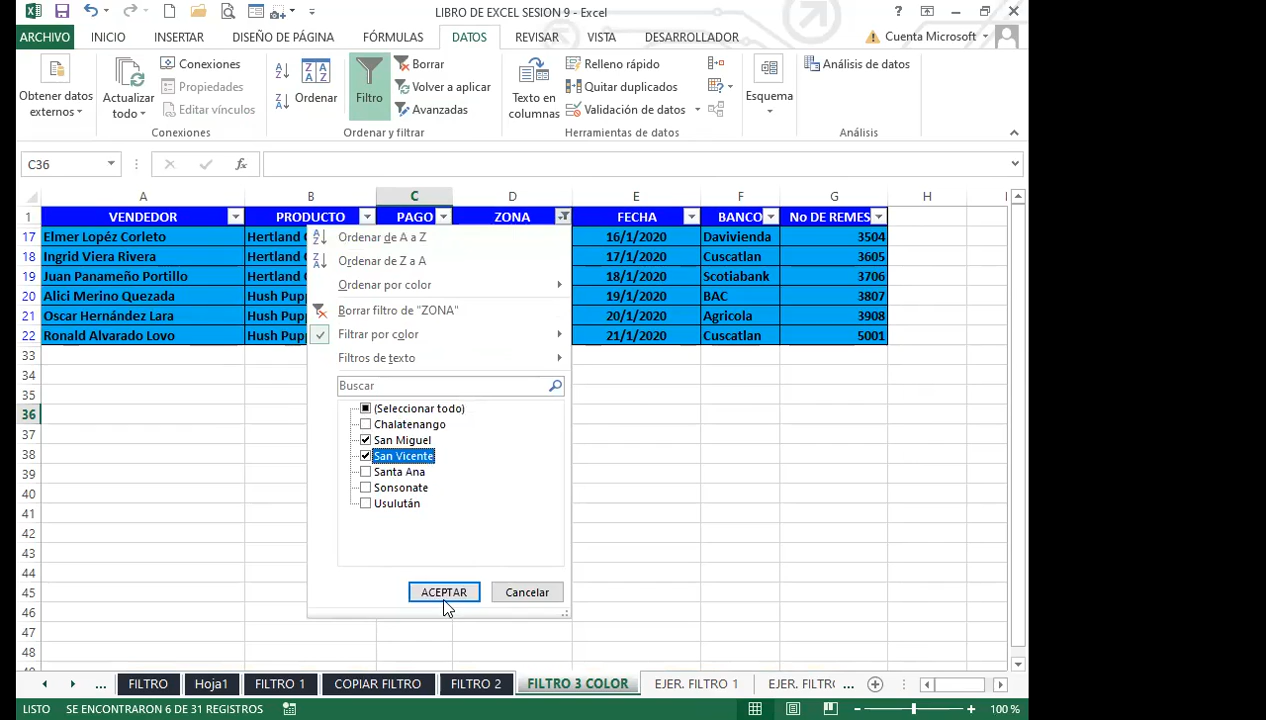 LIBRO DE EXCEL SESION 9 - Excel
ARCHIVO INICIO INSERTAR DISEÑO DE PÁGINA FÓRMULAS DATOS REVISAR VISTA DESARROLLADOR Cuenta Microsoft
Obtener datos externos
Actualizar todo
Conexiones
Propiedades
Editar vínculos
Conexiones
Ordenar
Filtro
Borrar
Volver a aplicar
Avanzadas
Ordenar y filtrar
Texto en columnas
Relleno rápido
Quitar duplicados
Validación de datos
Herramientas de datos
Esquema
Análisis de datos
Análisis
C36 fx
A B C D E F G H I
1 VENDEDOR PRODUCTO PAGO ZONA FECHA BANCO No DE REMES
17 Elmer Lopéz Corleto Hertland 16/1/2020 Davivienda 3504
18 Ingrid Viera Rivera Hertland 17/1/2020 Cuscatlan 3605
19 Juan Panameño Portillo Hertland 18/1/2020 Scotiabank 3706
20 Alici Merino Quezada Hush Pup 19/1/2020 BAC 3807
21 Oscar Hernández Lara Hush Pup 20/1/2020 Agricola 3908
22 Ronald Alvarado Lovo Hush Pup 21/1/2020 Cuscatlan 5001
33
34
35
36
37
38
39
40
41
42
43
44
45
46
47
48
Ordenar de A a Z
Ordenar de Z a A
Ordenar por color
Borrar filtro de "ZONA"
Filtrar por color
Filtros de texto
Buscar
(Seleccionar todo)
Chalatenango
San Miguel
San Vicente
Santa Ana
Sonsonate
Usulután
ACEPTAR Cancelar
... FILTRO Hoja1 FILTRO 1 COPIAR FILTRO FILTRO 2 FILTRO 3 COLOR EJER. FILTRO 1 EJER. FILTR ...
LISTO SE ENCONTRARON 6 DE 31 REGISTROS 100 %